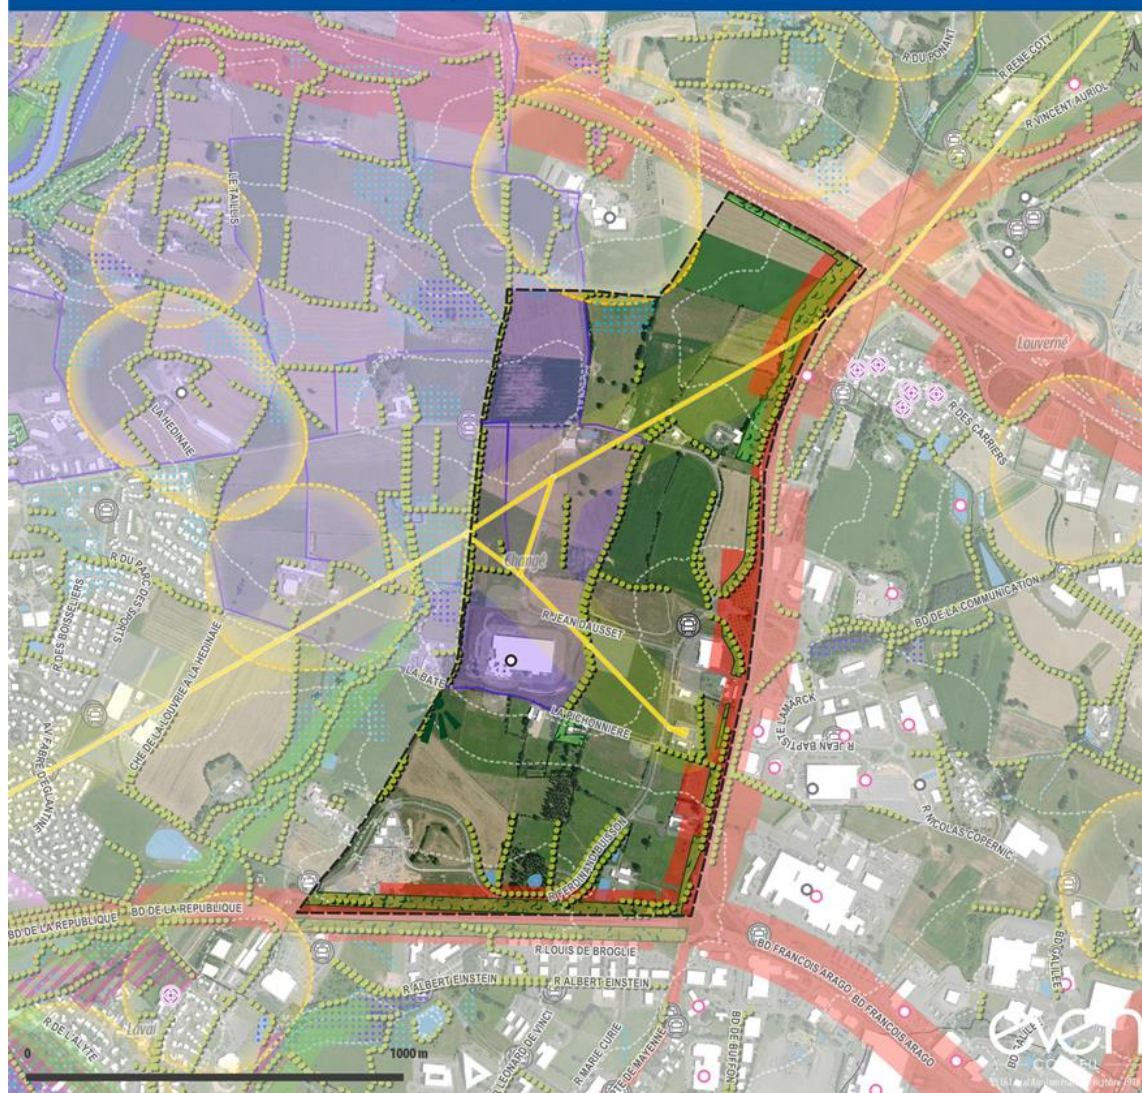 R DU PONANT
R RENE COTY
R VINCENT AURIOL
N
LE TAILLIS
Louverné
R DES CARRIERS
LA HEDINAIE
Changé
R DU PARC DES SPORTS
R DES BOISSELIERS
CHE DE LA LOUVRIE A LA HEDINAIE
AV FABRE D'EGLANTINE
R JEAN DAUSSET
BD DE LA COMMUNICATION
LA BATE
LA PICHONNIERE
R JEAN BAPTISTE LAMARCK
R NICOLAS COPERNIC
R FERDINAND BUISSON
BD DE LA REPUBLIQUE
BD DE LA REPUBLIQUE
R LOUIS DE BROGLIE
BD FRANCOIS ARAGO
BD FRANCOIS ARAGO
BD GALILEE
R ALBERT EINSTEIN
R ALBERT EINSTEIN
Laval
R DE L'ALYTE
R LEONARD DE VINCI
R MARIE CURIE
BD DE BUFFON
0
1000 m
even
CONSEIL